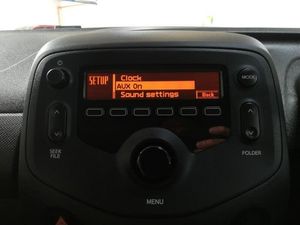 SETUP
Clock
AUX On
Sound settings
Back
MODE
SEEK
FILE
FOLDER
MENU